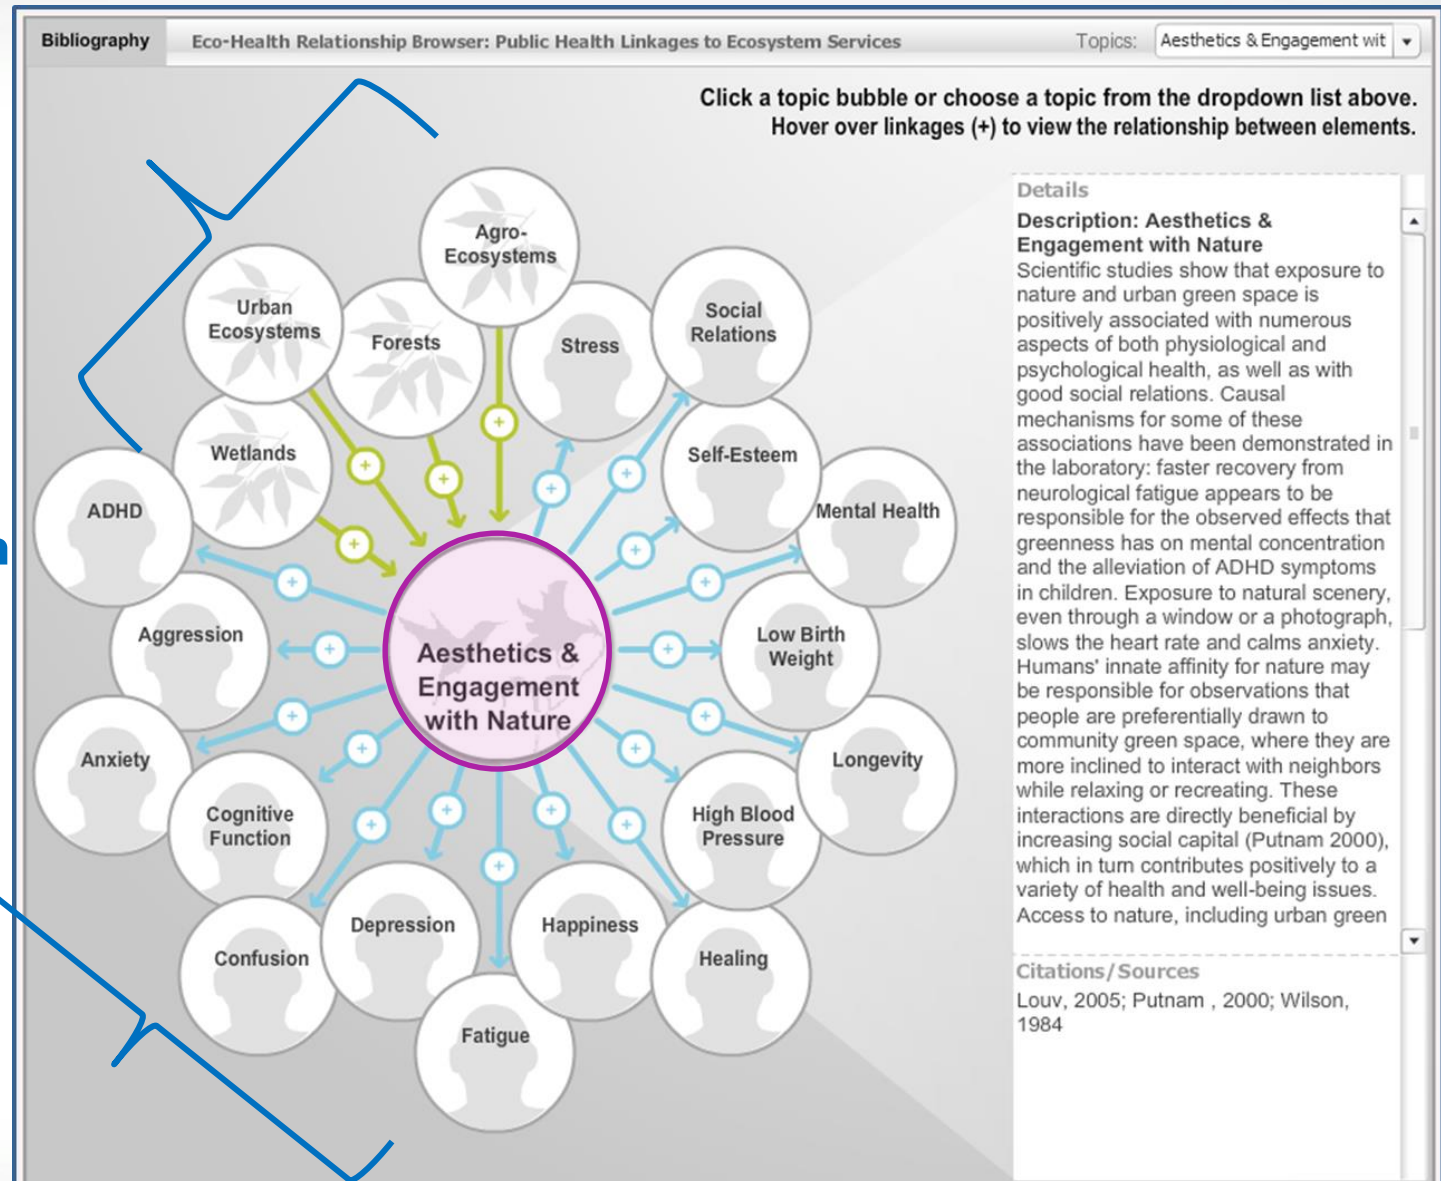 Bibliography
Eco-Health Relationship Browser: Public Health Linkages to Ecosystem Services
Topics:
Aesthetics & Engagement wit
Click a topic bubble or choose a topic from the dropdown list above.
Hover over linkages (+) to view the relationship between elements.
Agro-
Ecosystems
Urban
Ecosystems
Forests
Stress
Social
Relations
Wetlands
Self-Esteem
ADHD
Mental Health
Aggression
Low Birth
Weight
Aesthetics &
Engagement
with Nature
Anxiety
Longevity
Cognitive
Function
High Blood
Pressure
Depression
Happiness
Confusion
Healing
Fatigue
Details
Description: Aesthetics &
Engagement with Nature
Scientific studies show that exposure to
nature and urban green space is
positively associated with numerous
aspects of both physiological and
psychological health, as well as with
good social relations. Causal
mechanisms for some of these
associations have been demonstrated in
the laboratory: faster recovery from
neurological fatigue appears to be
responsible for the observed effects that
greenness has on mental concentration
and the alleviation of ADHD symptoms
in children. Exposure to natural scenery,
even through a window or a photograph,
slows the heart rate and calms anxiety.
Humans' innate affinity for nature may
be responsible for observations that
people are preferentially drawn to
community green space, where they are
more inclined to interact with neighbors
while relaxing or recreating. These
interactions are directly beneficial by
increasing social capital (Putnam 2000),
which in turn contributes positively to a
variety of health and well-being issues.
Access to nature, including urban green
Citations/Sources
Louv, 2005; Putnam , 2000; Wilson,
1984